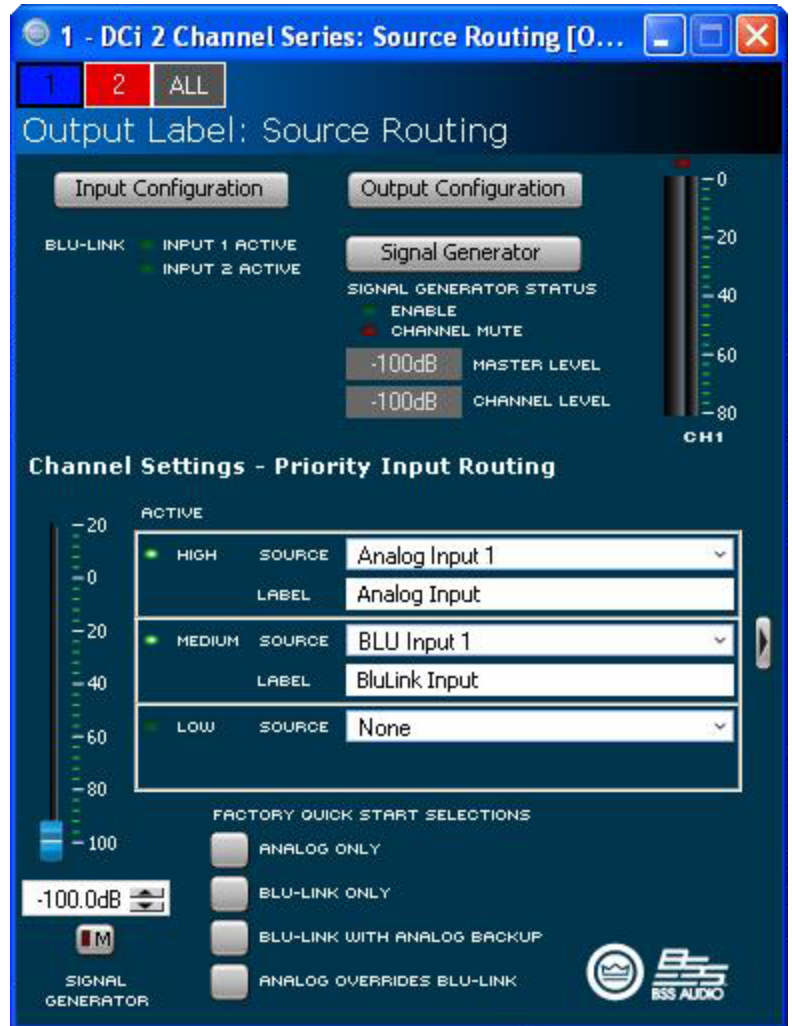 1 - DCi 2 Channel Series: Source Routing [O...
1 2 ALL
Output Label: Source Routing
Input Configuration
Output Configuration
BLU-LINK INPUT 1 ACTIVE
INPUT 2 ACTIVE
Signal Generator
SIGNAL GENERATOR STATUS
ENABLE
CHANNEL MUTE
-100dB MASTER LEVEL
-100dB CHANNEL LEVEL
0
20
40
60
80
CH1
Channel Settings - Priority Input Routing
ACTIVE
20
0
20
40
60
80
100
HIGH SOURCE Analog Input 1
LABEL Analog Input
MEDIUM SOURCE BLU Input 1
LABEL BluLink Input
LOW SOURCE None
FACTORY QUICK START SELECTIONS
ANALOG ONLY
BLU-LINK ONLY
BLU-LINK WITH ANALOG BACKUP
ANALOG OVERRIDES BLU-LINK
-100.0dB
M
SIGNAL
GENERATOR
BSS
BSS AUDIO